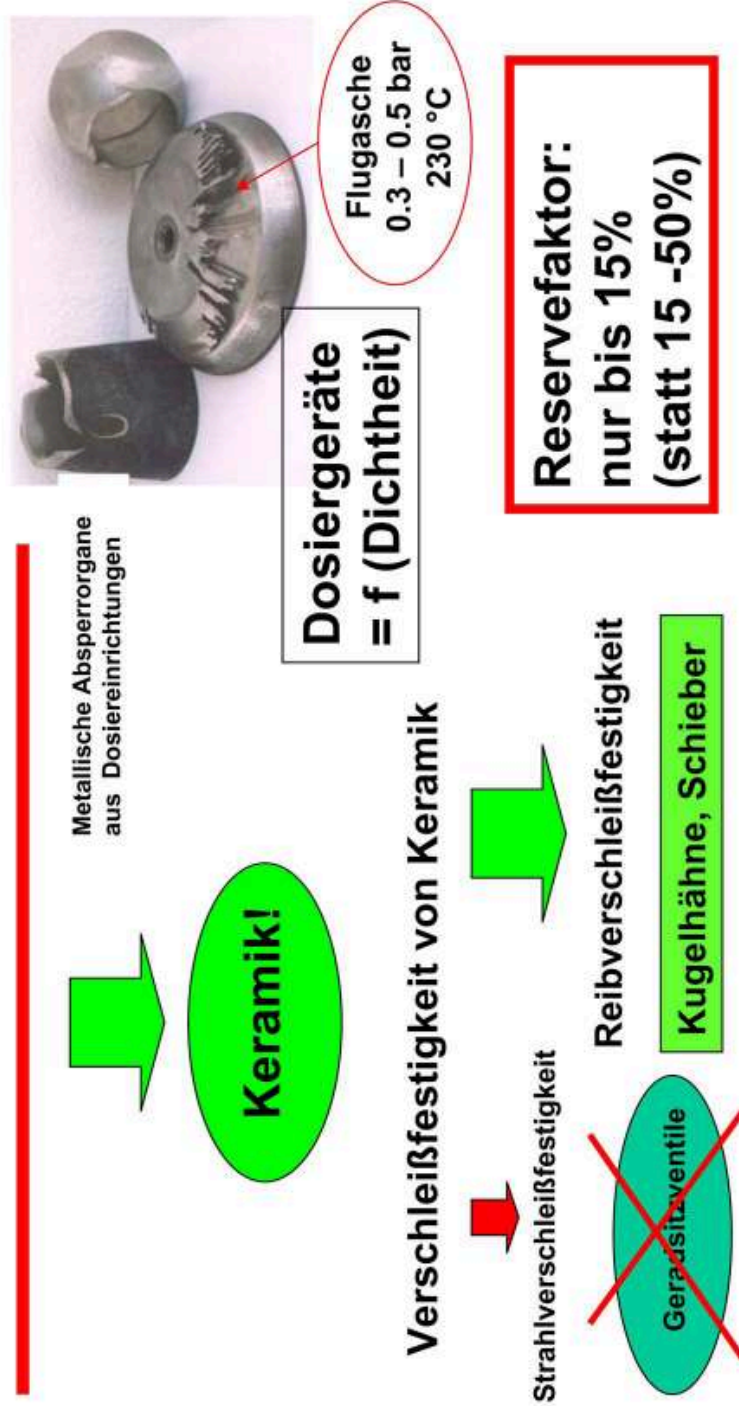 Metallische Absperrorgane
aus Dosiereinrichtungen
Flugasche
0.3 – 0.5 bar
230 °C
Keramik!
Dosiergeräte
= f (Dichtheit)
Verschleißfestigkeit von Keramik
Strahlverschleißfestigkeit
Reibverschleißfestigkeit
Reservefaktor:
nur bis 15%
(statt 15 -50%)
Geradsitzventile
Kugelhähne, Schieber